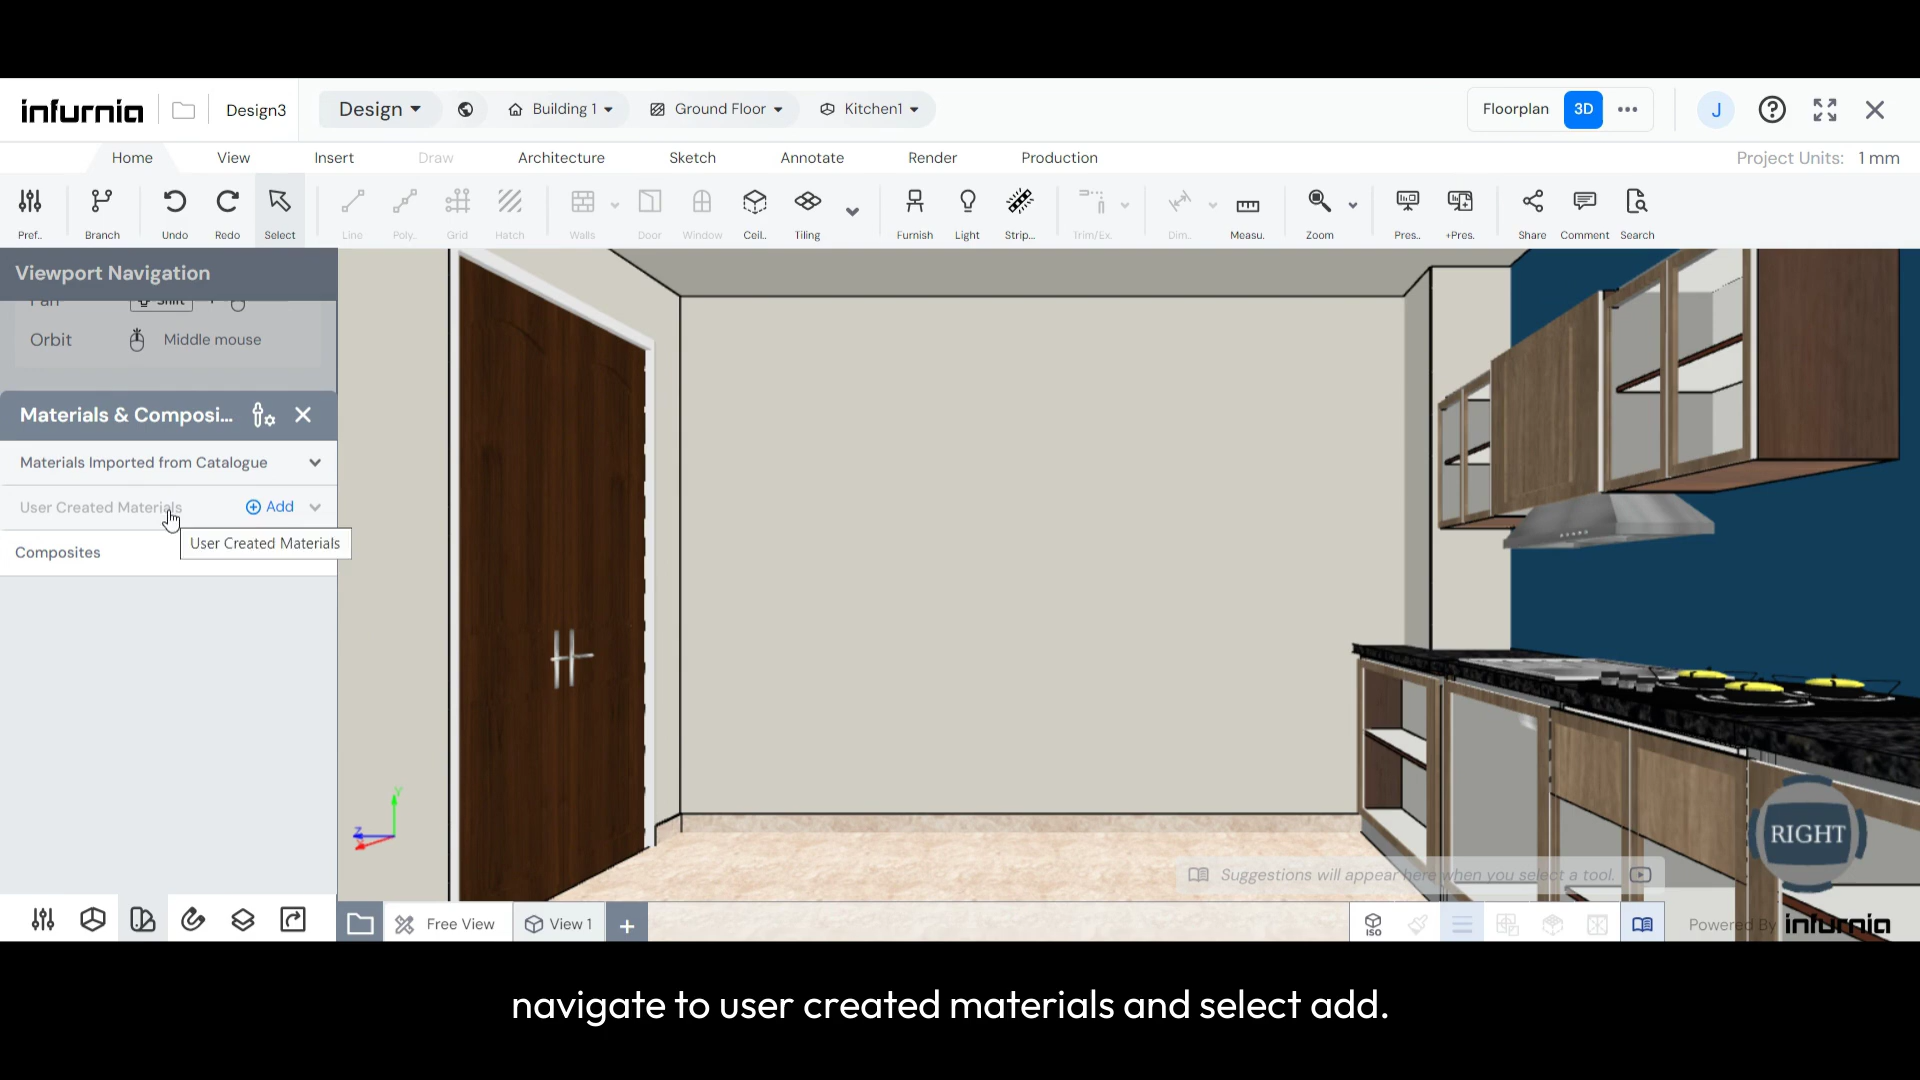 infurnia
Design3
Design
Building 1
Ground Floor
Kitchen1
Floorplan
3D
J
Home
View
Insert
Draw
Architecture
Sketch
Annotate
Render
Production
Project Units: 1 mm
Pref..
Branch
Undo
Redo
Select
Line
Poly..
Grid
Hatch
Walls
Door
Window
Ceil..
Tiling
Furnish
Light
Strip...
Trim/Ex.
Dim..
Measu.
Zoom
Pres..
+Pres.
Share
Comment
Search
Viewport Navigation
Pan Shift +
Orbit Middle mouse
Materials & Composi...
Materials Imported from Catalogue
User Created Materials Add
User Created Materials
Composites
Y
Z
RIGHT
Suggestions will appear here when you select a tool.
Free View
View 1
+
ISO
Powered By infurnia
navigate to user created materials and select add.